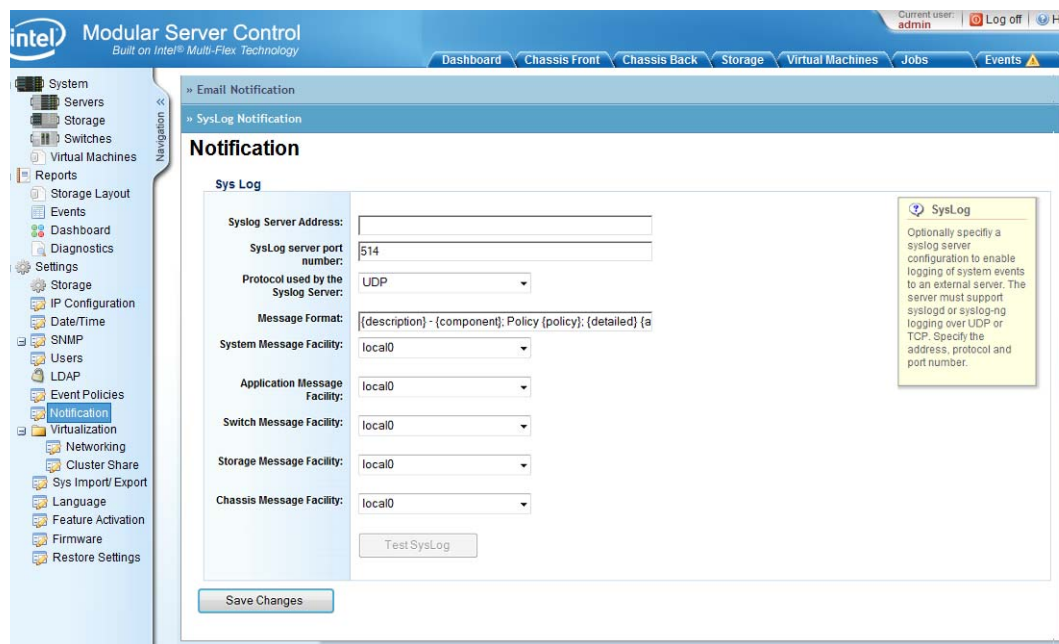 intel
Modular Server Control
Built on Intel® Multi-Flex Technology
Current user:
admin
Log off
H
Dashboard
Chassis Front
Chassis Back
Storage
Virtual Machines
Jobs
Events
System
Servers
Storage
Switches
Virtual Machines
Reports
Storage Layout
Events
Dashboard
Diagnostics
Settings
Storage
IP Configuration
Date/Time
SNMP
Users
LDAP
Event Policies
Notification
Virtualization
Networking
Cluster Share
Sys Import/ Export
Language
Feature Activation
Firmware
Restore Settings
«
Navigation
» Email Notification
» SysLog Notification
Notification
Sys Log
Syslog Server Address:
SysLog server port
number:
514
Protocol used by the
Syslog Server:
UDP
Message Format:
{description} - {component}; Policy {policy}; {detailed} {a
System Message Facility:
local0
Application Message
Facility:
local0
Switch Message Facility:
local0
Storage Message Facility:
local0
Chassis Message Facility:
local0
Test SysLog
Save Changes
SysLog
Optionally specifiy a
syslog server
configuration to enable
logging of system events
to an external server. The
server must support
syslogd or syslog-ng
logging over UDP or
TCP. Specify the
address, protocol and
port number.